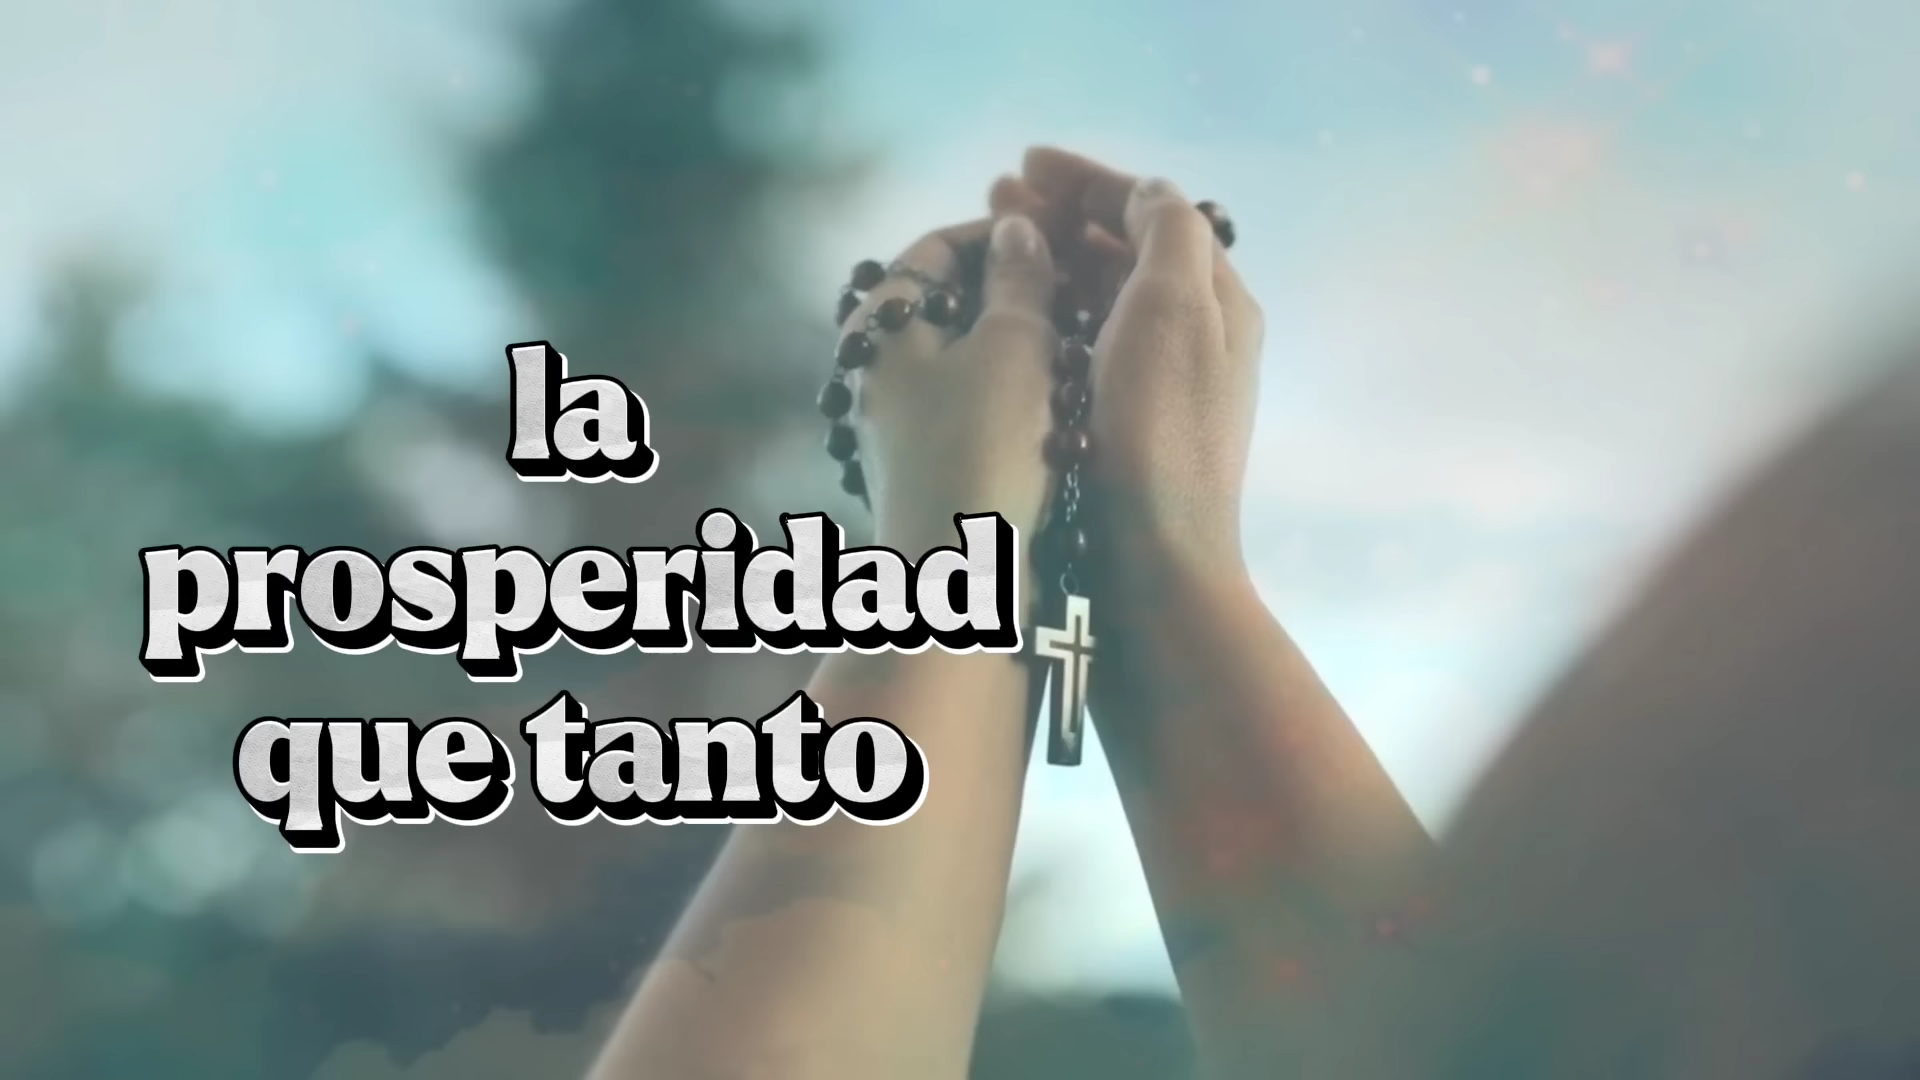 la
prosperidad
que tanto